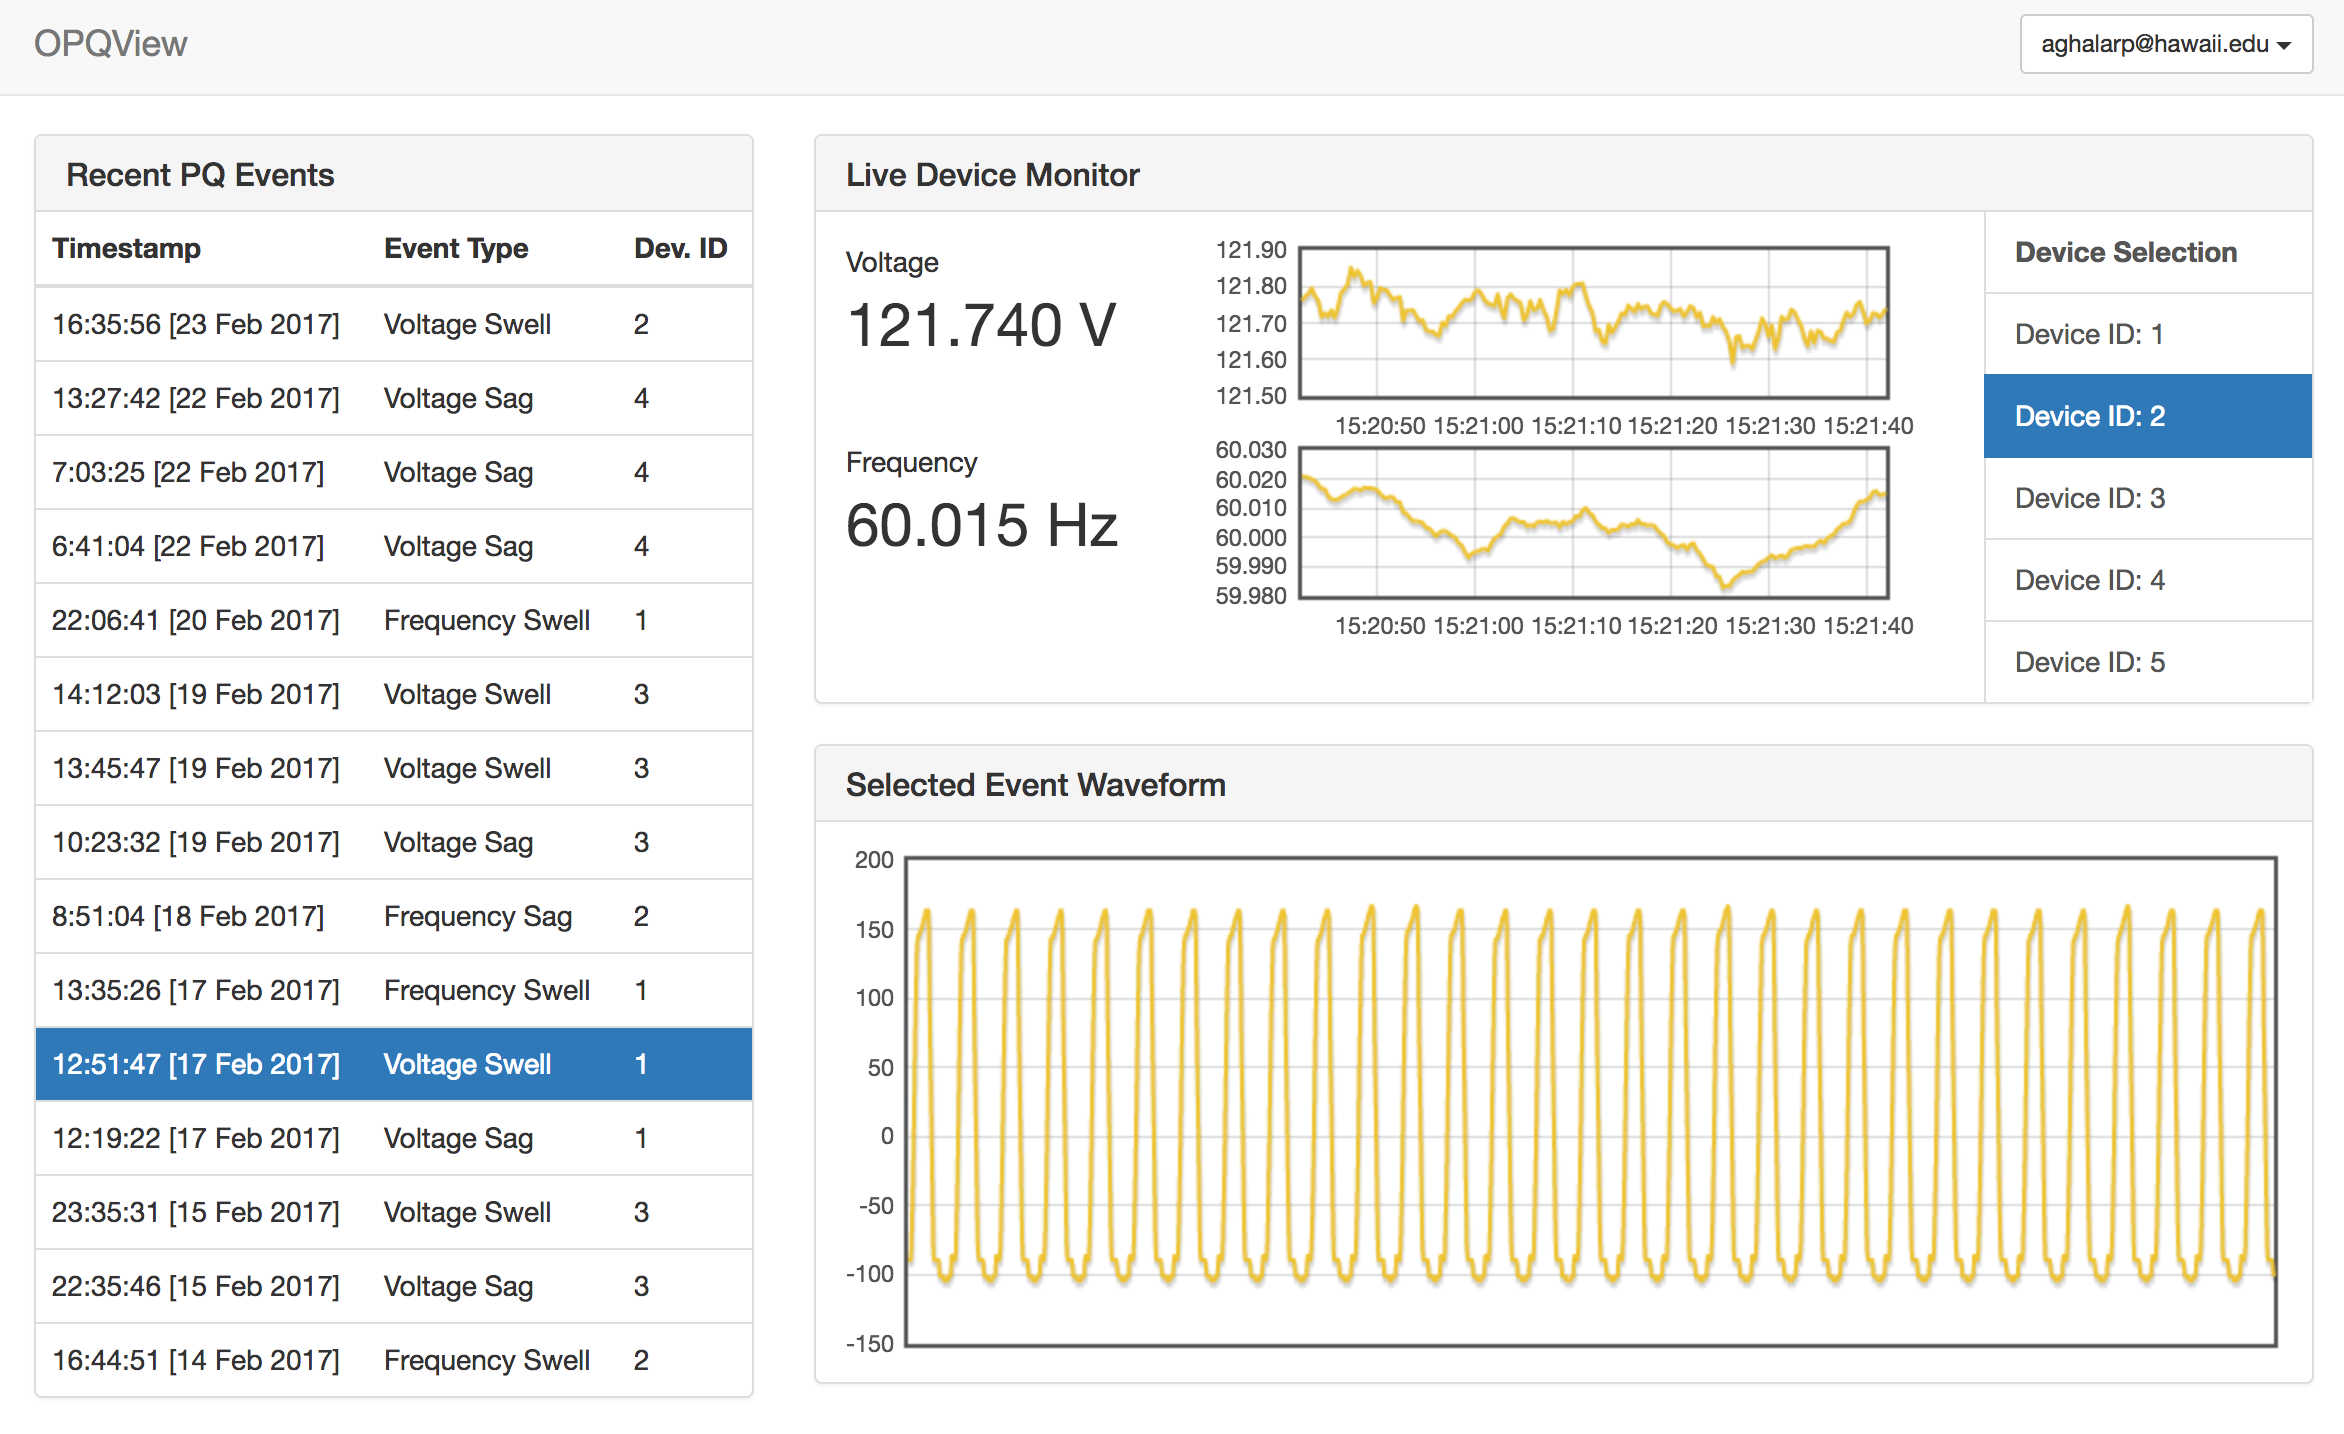 OPQView
aghalarp@hawaii.edu
Recent PQ Events
Timestamp Event Type Dev. ID
16:35:56 [23 Feb 2017] Voltage Swell 2
13:27:42 [22 Feb 2017] Voltage Sag 4
7:03:25 [22 Feb 2017] Voltage Sag 4
6:41:04 [22 Feb 2017] Voltage Sag 4
22:06:41 [20 Feb 2017] Frequency Swell 1
14:12:03 [19 Feb 2017] Voltage Swell 3
13:45:47 [19 Feb 2017] Voltage Swell 3
10:23:32 [19 Feb 2017] Voltage Sag 3
8:51:04 [18 Feb 2017] Frequency Sag 2
13:35:26 [17 Feb 2017] Frequency Swell 1
12:51:47 [17 Feb 2017] Voltage Swell 1
12:19:22 [17 Feb 2017] Voltage Sag 1
23:35:31 [15 Feb 2017] Voltage Swell 3
22:35:46 [15 Feb 2017] Voltage Sag 3
16:44:51 [14 Feb 2017] Frequency Swell 2
Live Device Monitor
Voltage
121.740 V
121.90
121.80
121.70
121.60
121.50
15:20:50 15:21:00 15:21:10 15:21:20 15:21:30 15:21:40
Frequency
60.015 Hz
60.030
60.020
60.010
60.000
59.990
59.980
15:20:50 15:21:00 15:21:10 15:21:20 15:21:30 15:21:40
Device Selection
Device ID: 1
Device ID: 2
Device ID: 3
Device ID: 4
Device ID: 5
Selected Event Waveform
200
150
100
50
0
-50
-100
-150